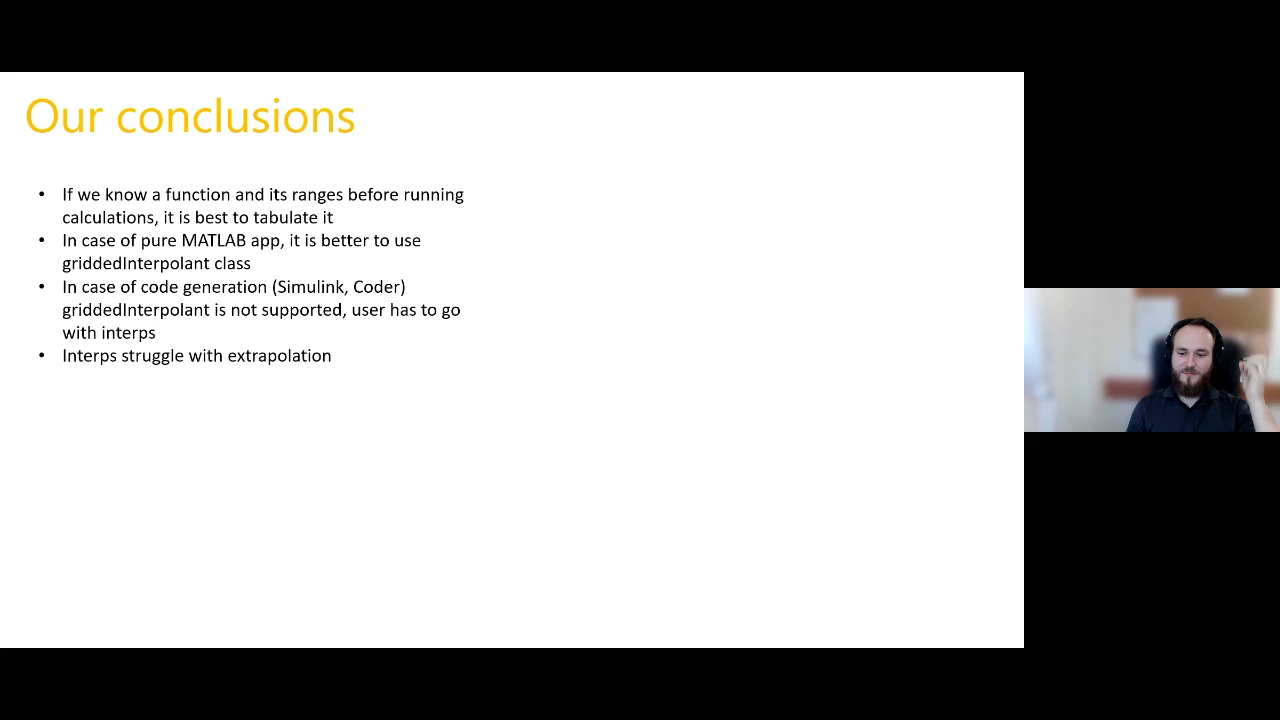 Our conclusions
• If we know a function and its ranges before running
calculations, it is best to tabulate it
• In case of pure MATLAB app, it is better to use
griddedInterpolant class
• In case of code generation (Simulink, Coder)
griddedInterpolant is not supported, user has to go
with interps
• Interps struggle with extrapolation